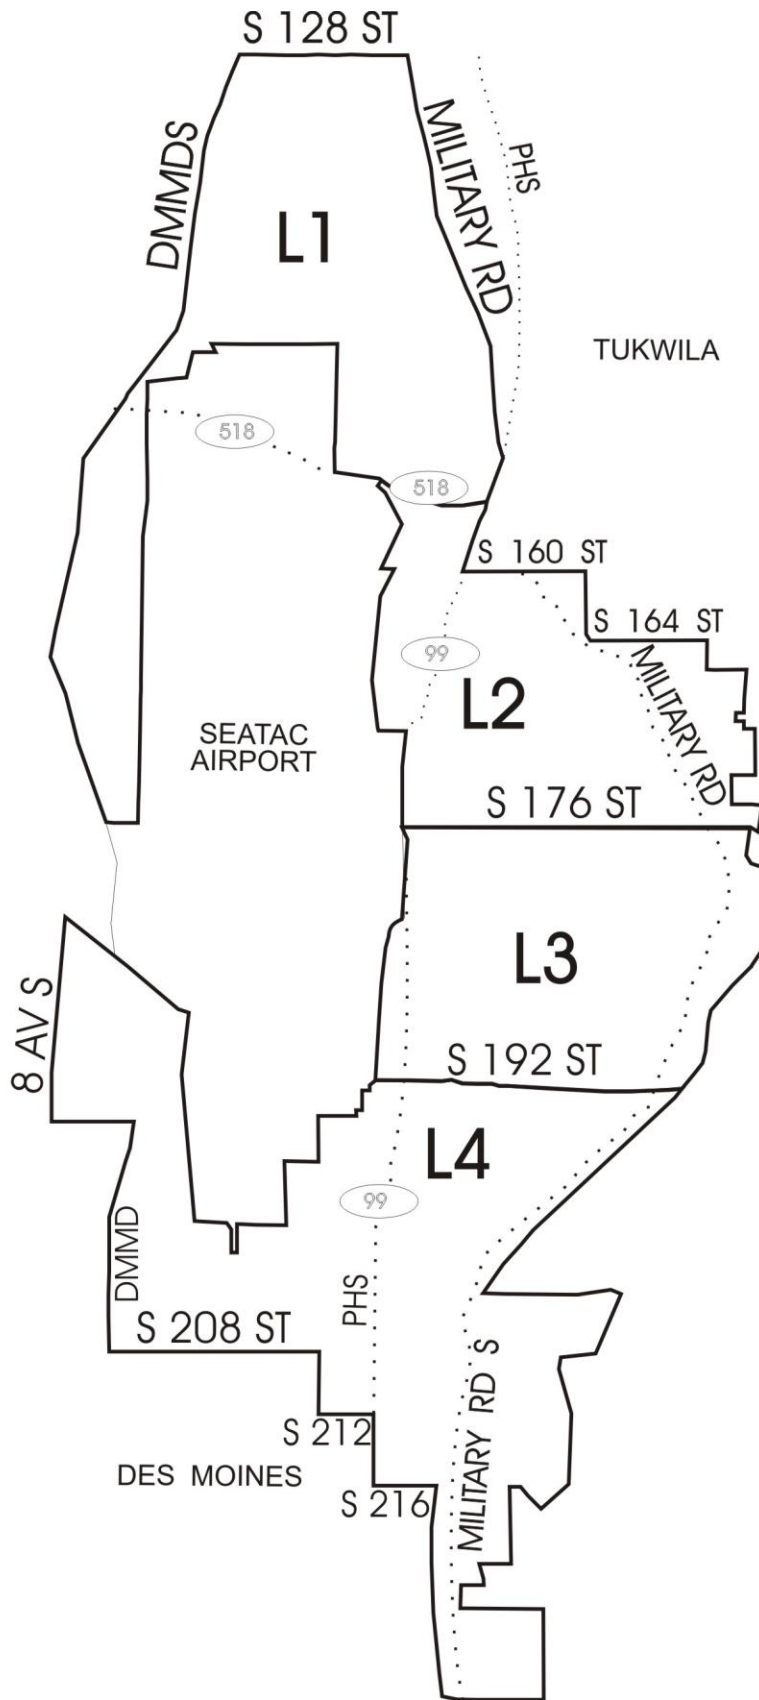 S 128 ST
DMMDS
MILITARY RD
PHS
L1
TUKWILA
518
518
S 160 ST
S 164 ST
99
MILITARY RD
L2
SEATAC
AIRPORT
S 176 ST
L3
8 AV S
S 192 ST
L4
99
DMMD
PHS
S 208 ST
MILITARY RD S
S 212
DES MOINES
S 216